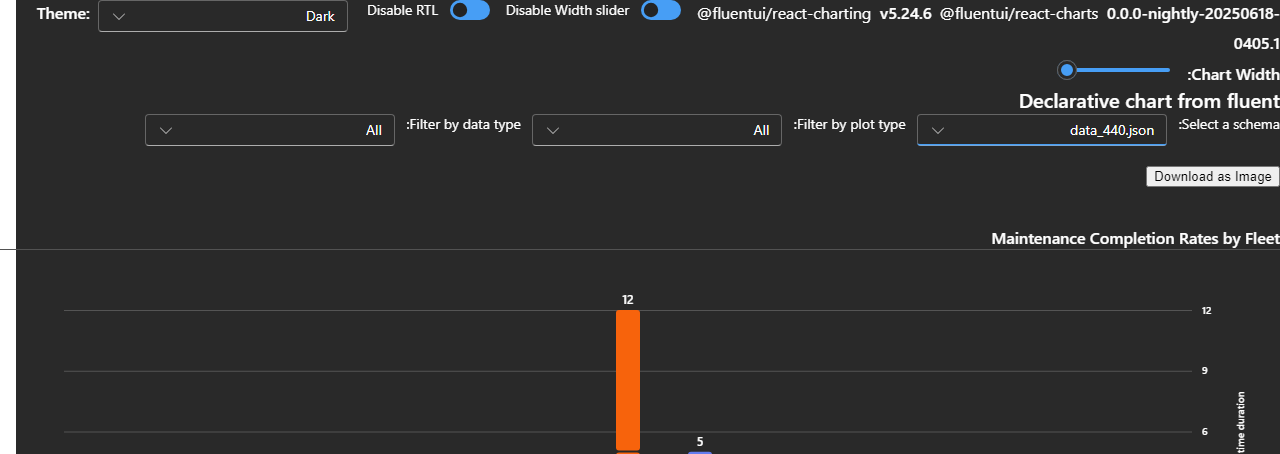 Theme: Dark Disable RTL Disable Width slider @fluentui/react-charting v5.24.6 @fluentui/react-charts 0.0.0-nightly-20250618-
0405.1
:Chart Width
Declarative chart from fluent
:Select a schema data_440.json :Filter by plot type All :Filter by data type All
Download as Image
Maintenance Completion Rates by Fleet
12
12
9
6
5
time duration